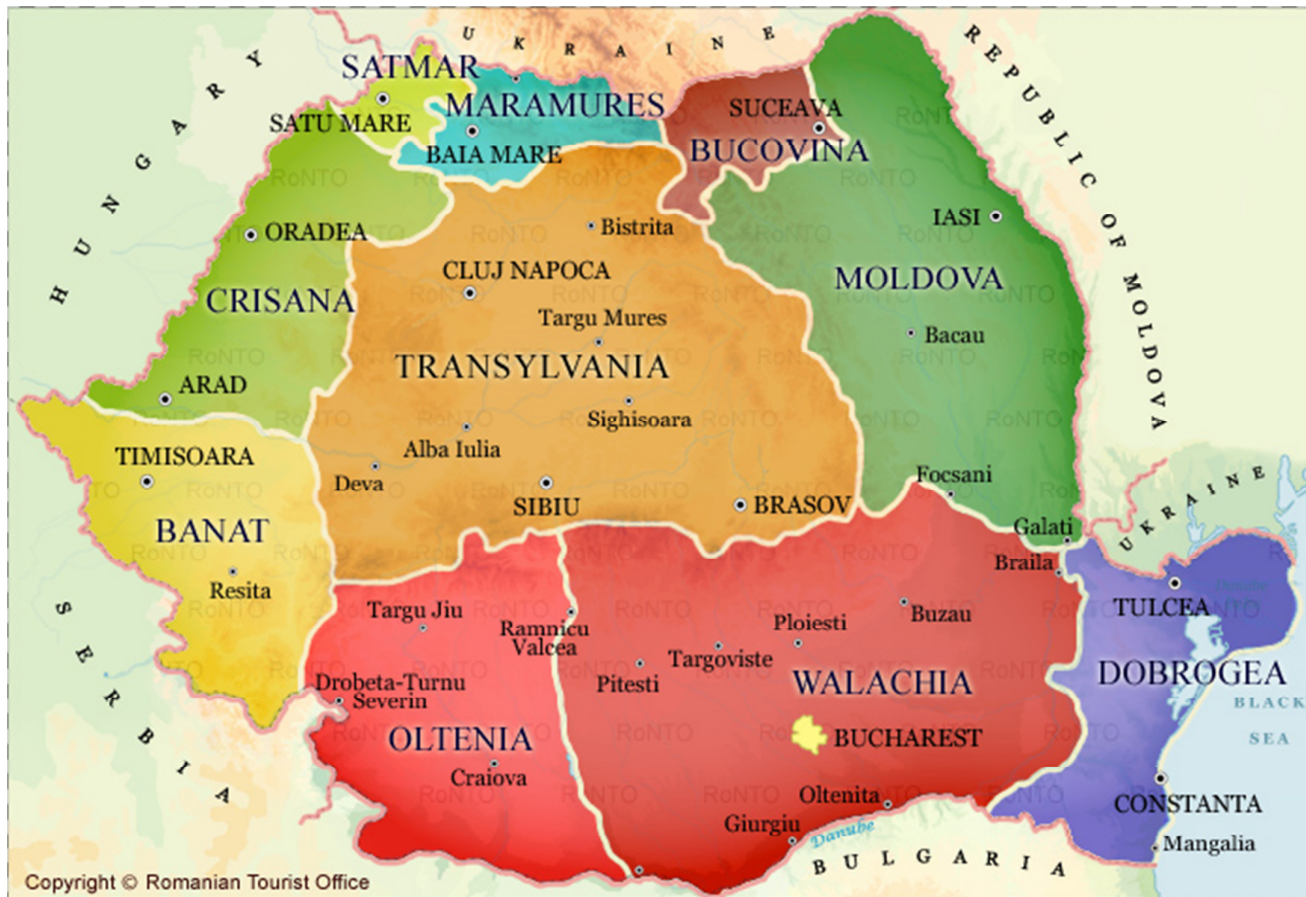 UKRAINE
HUNGARY
REPUBLIC OF MOLDOVA
SATMAR
SATU MARE
MARAMURES
BAIA MARE
SUCEAVA
BUCOVINA
ORADEA
CRISANA
ARAD
Bistrita
CLUJ NAPOCA
Targu Mures
TRANSYLVANIA
Sighisoara
Alba Iulia
Deva
SIBIU
BRASOV
IASI
MOLDOVA
Bacau
Focsani
Galati
TIMISOARA
BANAT
Resita
UKRAINE
Braila
TULCEA
Danube
DOBROGEA
BLACK
SEA
CONSTANTA
Mangalia
Targu Jiu
Ramnicu
Valcea
Drobeta-Turnu
Severin
OLTENIA
Craiova
Buzau
Ploiesti
Targoviste
Pitesti
WALACHIA
BUCHAREST
Oltenita
Giurgiu
Danube
SERBIA
BULGARIA
RoNTO
Copyright © Romanian Tourist Office